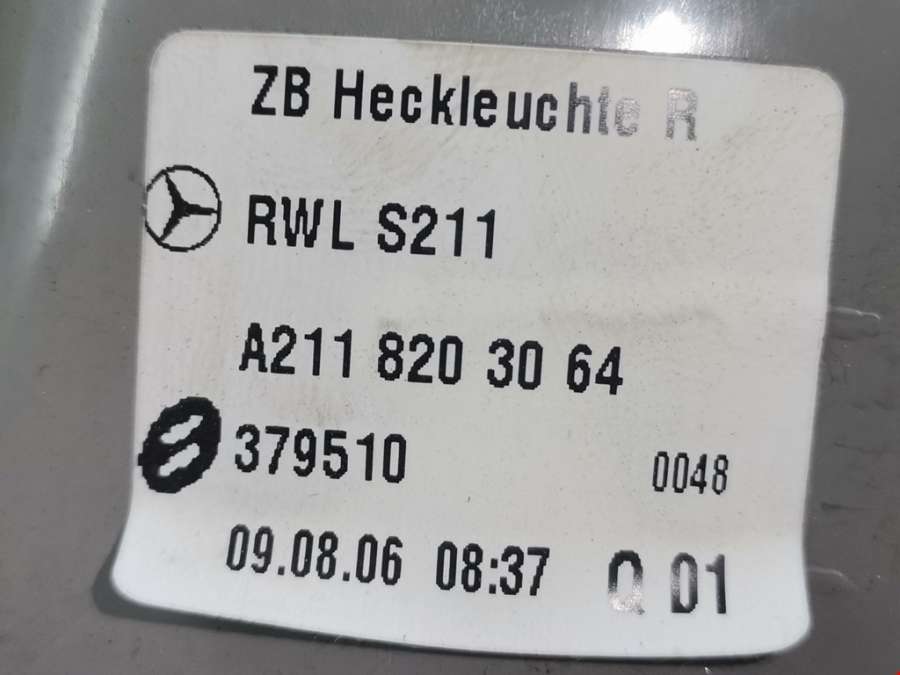 ZB Heckleuchte R
RWL S211
A211 820 30 64
379510 0048
09.08.06 08:37 Q 01